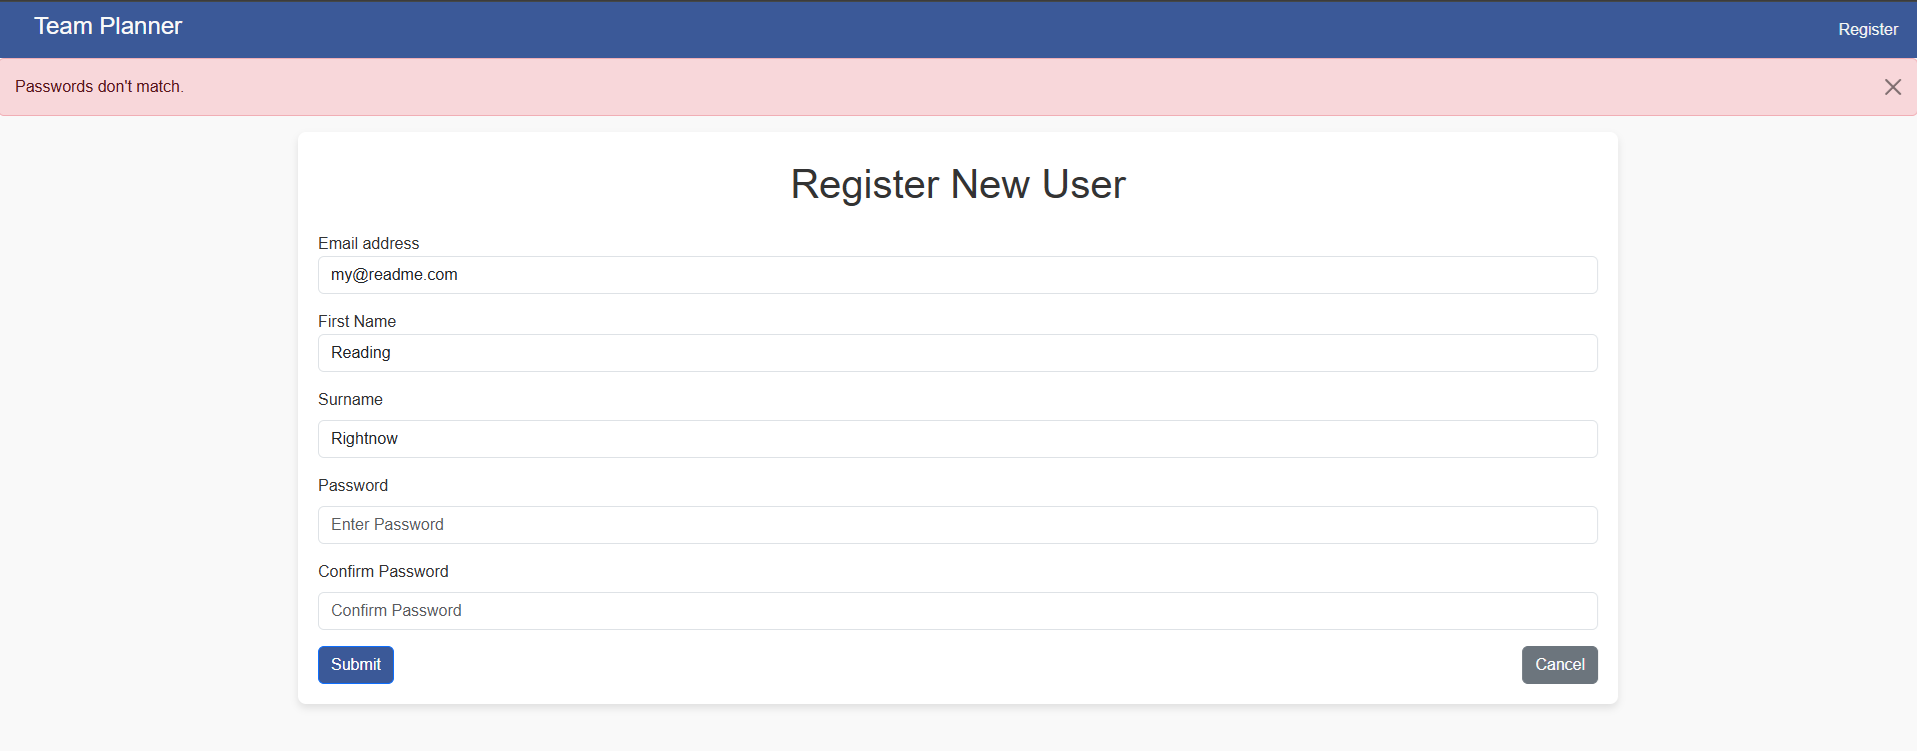 Team Planner
Register
Passwords don't match.
Register New User
Email address
my@readme.com
First Name
Reading
Surname
Rightnow
Password
Enter Password
Confirm Password
Confirm Password
Submit
Cancel